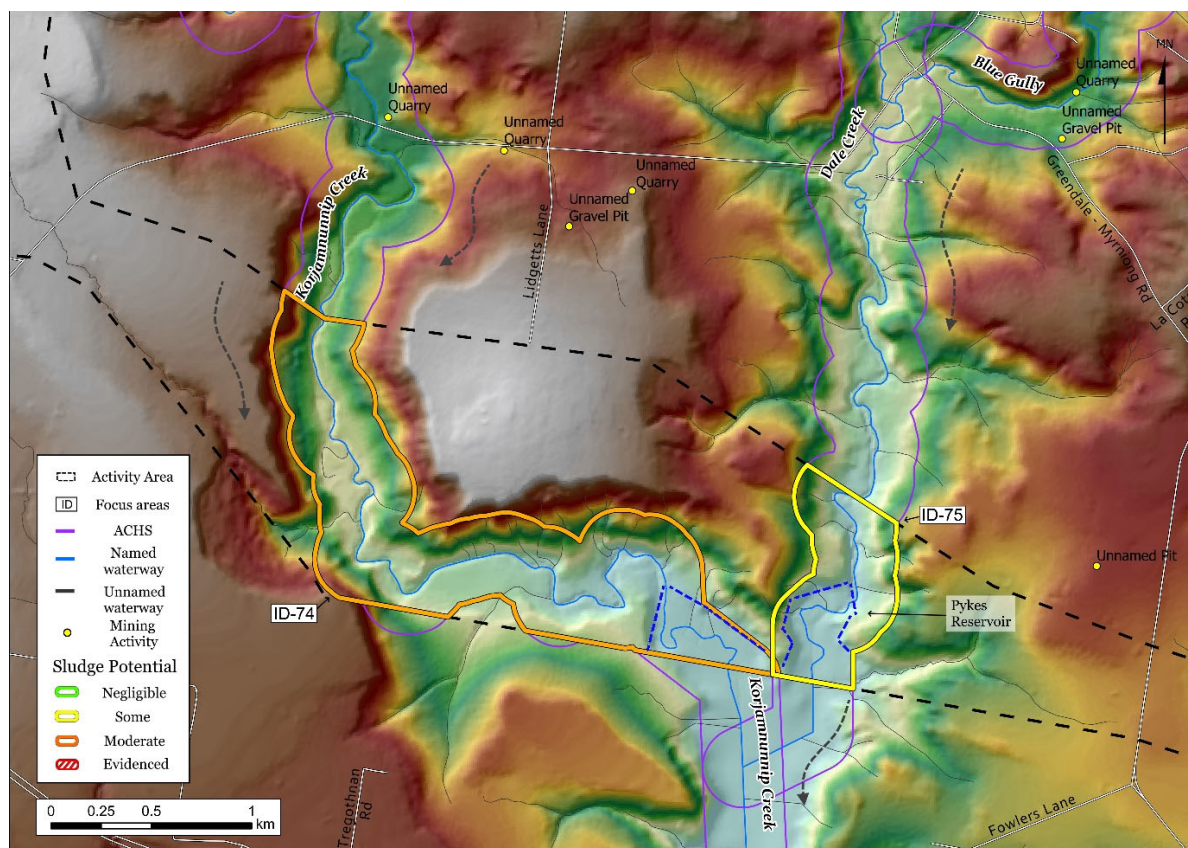 MN
Blue Gully
Unnamed
Quarry
Unnamed
Gravel Pit
Unnamed
Quarry
Unnamed
Quarry
Unnamed
Quarry
Unnamed
Gravel Pit
Dale Creek
Greendale - Myrniong Rd
La Cote
R
Korjamnunnip Creek
Lidgetts Lane
ID-75
Unnamed Pit
Pykes
Reservoir
ID-74
Korjamnunnip Creek
Tregothnan
Rd
Fowlers Lane
Activity Area
ID Focus areas
ACHS
Named
waterway
Unnamed
waterway
Mining
Activity
Sludge Potential
Negligible
Some
Moderate
Evidenced
0 0.25 0.5 1
km